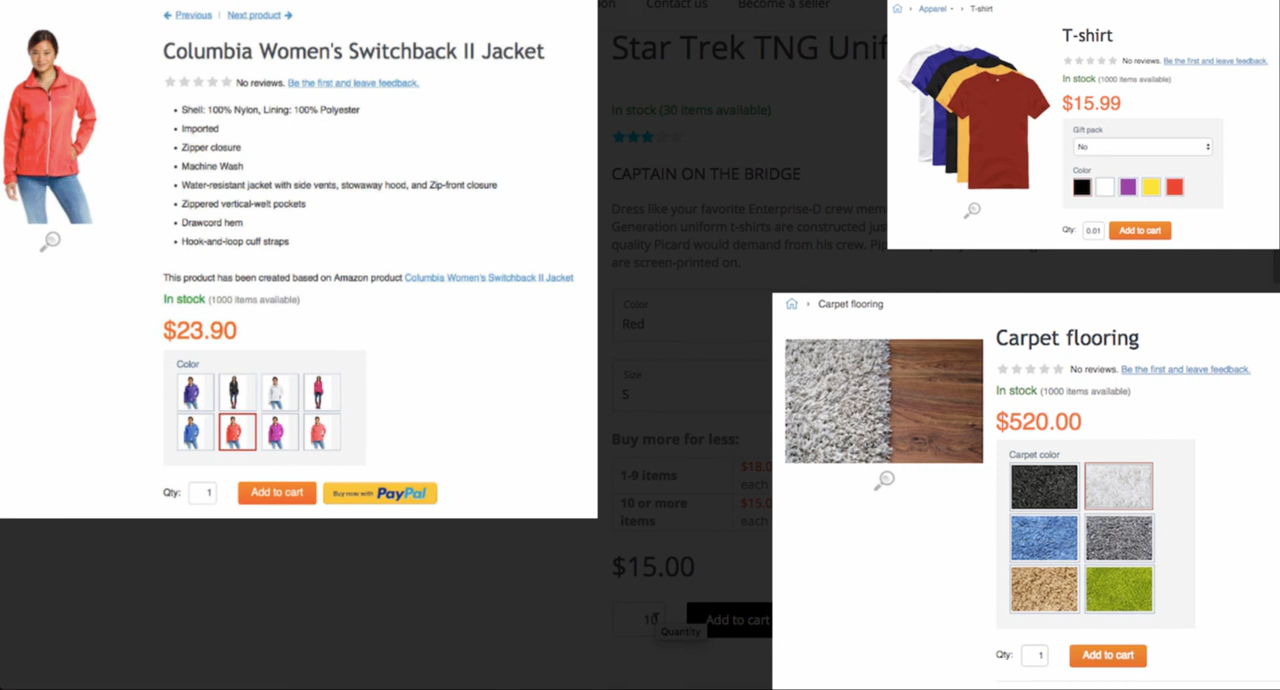 Previous | Next product
Columbia Women's Switchback II Jacket
No reviews. Be the first and leave feedback.
Shell: 100% Nylon, Lining: 100% Polyester
Imported
Zipper closure
Machine Wash
Water-resistant jacket with side vents, stowaway hood, and Zip-front closure
Zippered vertical-welt pockets
Drawcord hem
Hook-and-loop cuff straps
This product has been created based on Amazon product Columbia Women's Switchback II Jacket
In stock (1000 items available)
$23.90
Color
Qty: 1 Add to cart Buy now with PayPal
Contact us Become a seller
Star Trek TNG
In stock (30 items available)
CAPTAIN ON THE BRIDGE
Dress like your favorite Enterprise-D crew
Generation uniform t-shirts are constructed
quality Picard would demand from his crew.
are screen-printed on.
Color
Red
Size
S
Buy more for less:
1-9 items
each
10 or more
items
each
$15.00
10 Add to cart
Quantity
Apparel T-shirt
T-shirt
No reviews. Be the first and leave feedback.
In stock (1000 items available)
$15.99
Gift pack
No
Color
Qty: 0.01 Add to cart
Carpet flooring
Carpet flooring
No reviews. Be the first and leave feedback.
In stock (1000 items available)
$520.00
Carpet color
Qty: 1 Add to cart